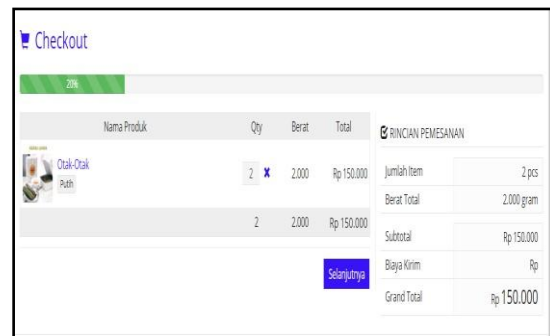 Checkout
20%
Nama Produk Qty Berat Total
Otak-Otak
Putih
2 2.000 Rp 150.000
2 2.000 Rp 150.000
Selanjutnya
RINCIAN PEMESANAN
Jumlah Item 2 pcs
Berat Total 2.000 gram
Subtotal Rp 150.000
Biaya Kirim Rp
Grand Total Rp 150.000